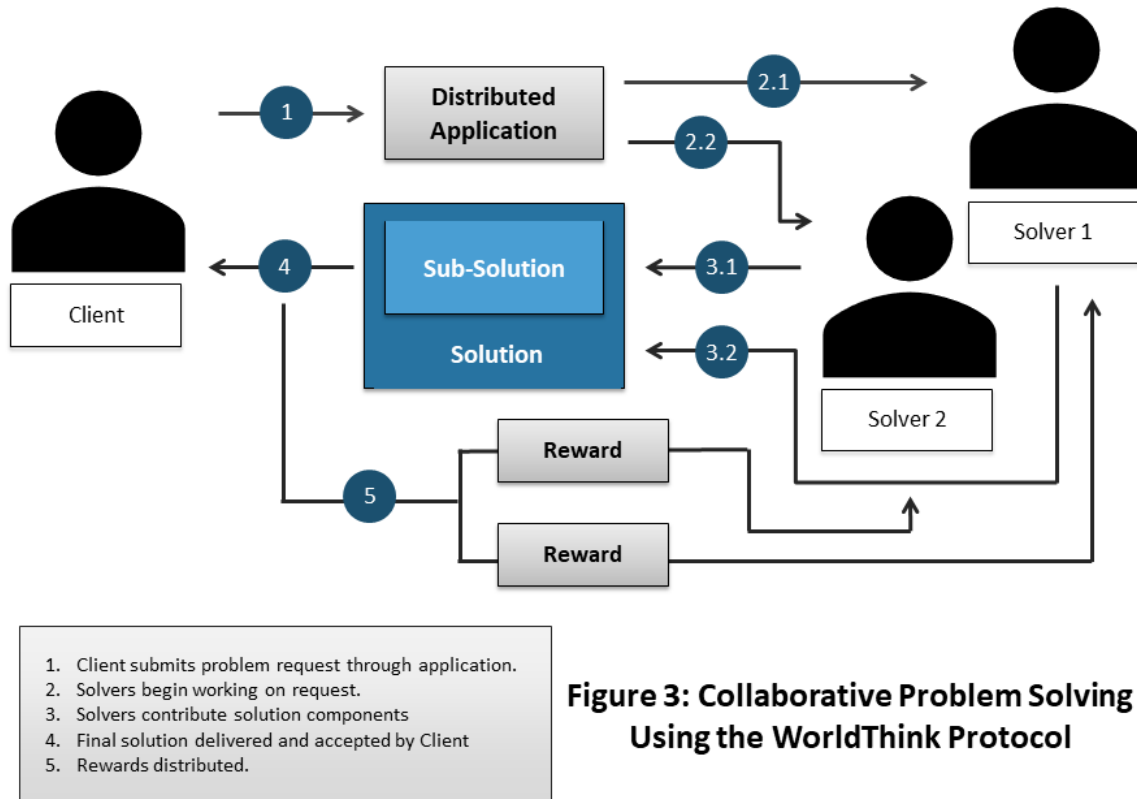 1
Distributed
Application
2.1
2.2
Solver 1
Client
4
Sub-Solution
Solution
3.1
3.2
Solver 2
5
Reward
Reward
1. Client submits problem request through application.
2. Solvers begin working on request.
3. Solvers contribute solution components
4. Final solution delivered and accepted by Client
5. Rewards distributed.
Figure 3: Collaborative Problem Solving
Using the WorldThink Protocol